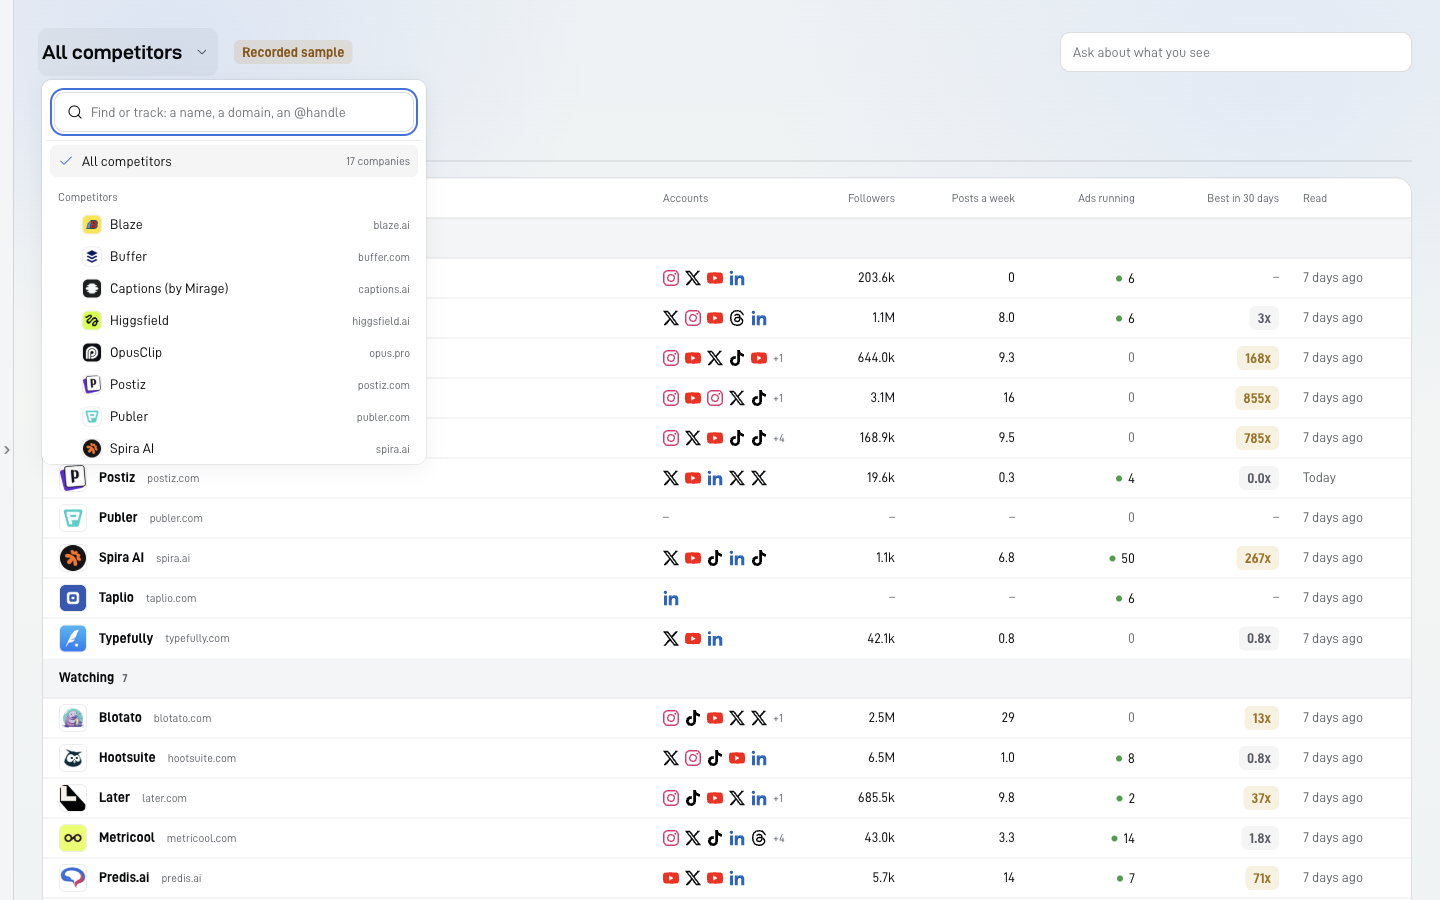 All competitors
Recorded sample
Ask about what you see
Find or track: a name, a domain, an @handle
All competitors 17 companies
Competitors
Blaze blaze.ai
Buffer buffer.com
Captions (by Mirage) captions.ai
Higgsfield higgsfield.ai
OpusClip opus.pro
Postiz postiz.com
Publer publer.com
Spira AI spira.ai
Accounts Followers Posts a week Ads running Best in 30 days Read
203.6k 0 6 – 7 days ago
1.1M 8.0 6 3x 7 days ago
+1 644.0k 9.3 0 168x 7 days ago
+1 3.1M 16 0 855x 7 days ago
+4 168.9k 9.5 0 785x 7 days ago
Postiz postiz.com 19.6k 0.3 4 0.0x Today
Publer publer.com – – – 0 – 7 days ago
Spira AI spira.ai 1.1k 6.8 50 267x 7 days ago
Taplio taplio.com – – 6 – 7 days ago
Typefully typefully.com 42.1k 0.8 0 0.8x 7 days ago
Watching 7
Blotato blotato.com +1 2.5M 29 0 13x 7 days ago
Hootsuite hootsuite.com 6.5M 1.0 8 0.8x 7 days ago
Later later.com +1 685.5k 9.8 2 37x 7 days ago
Metricool metricool.com +4 43.0k 3.3 14 1.8x 7 days ago
Predis.ai predis.ai 5.7k 14 7 71x 7 days ago